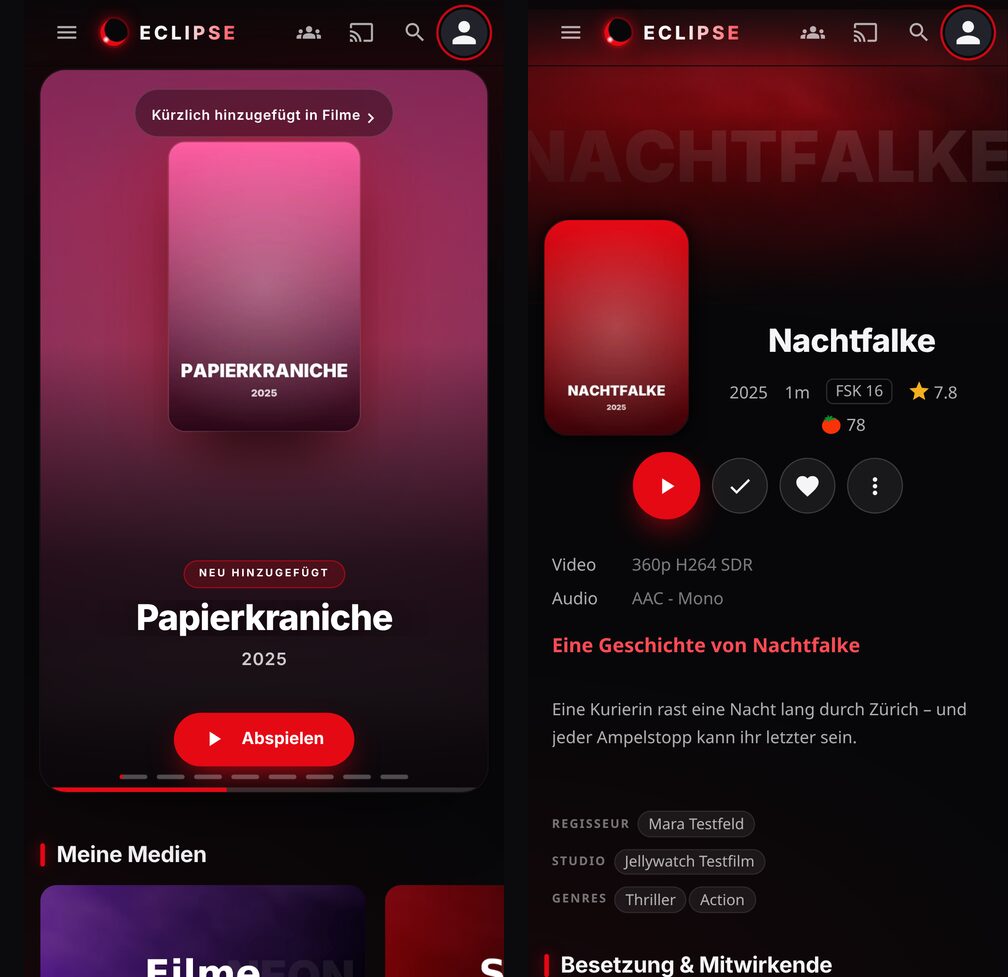 ECLIPSE
Kürzlich hinzugefügt in Filme
PAPIERKRANICHE
2025
NEU HINZUGEFÜGT
Papierkraniche
2025
Abspielen
Meine Medien
Filme
NEON
S
ECLIPSE
NACHTFALKE
NACHTFALKE
2025
Nachtfalke
2025 1m FSK 16 7.8
78
Video 360p H264 SDR
Audio AAC - Mono
Eine Geschichte von Nachtfalke
Eine Kurierin rast eine Nacht lang durch Zürich – und
jeder Ampelstopp kann ihr letzter sein.
REGISSEUR Mara Testfeld
STUDIO Jellywatch Testfilm
GENRES Thriller Action
Besetzung & Mitwirkende